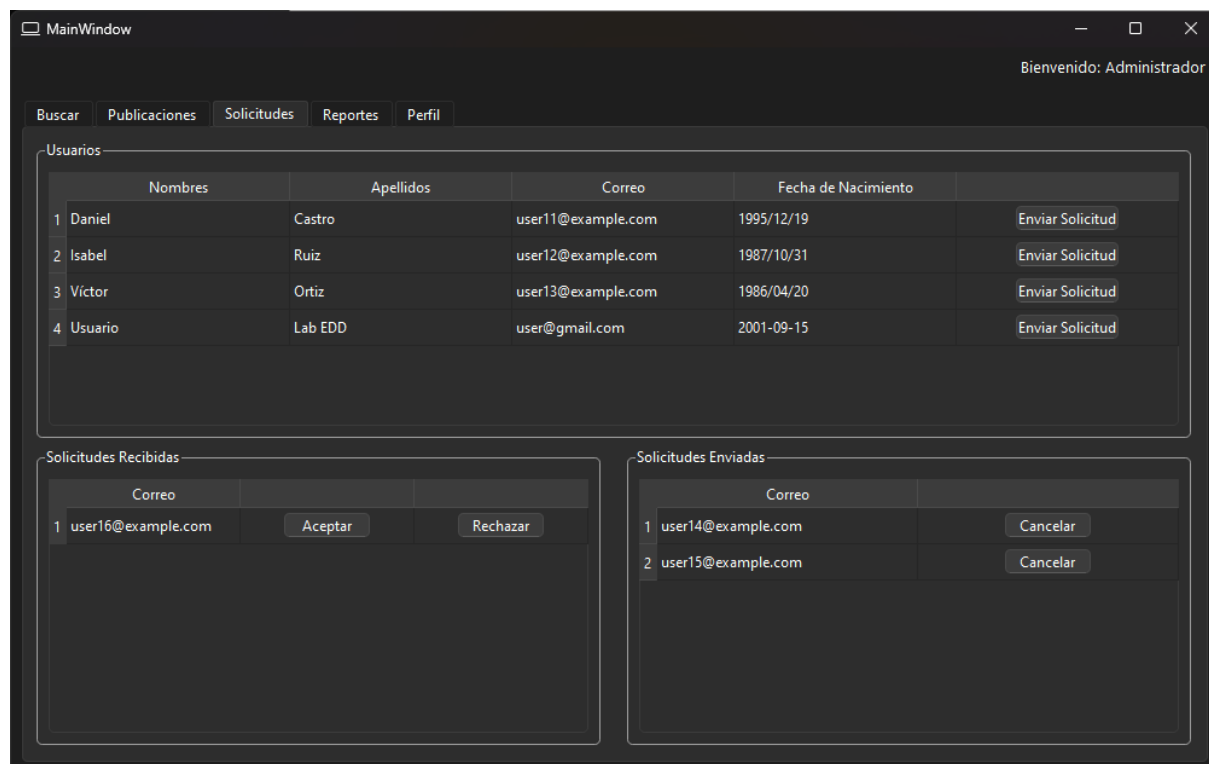 MainWindow
Bienvenido: Administrador
Buscar Publicaciones Solicitudes Reportes Perfil
Usuarios
Nombres Apellidos Correo Fecha de Nacimiento
1 Daniel Castro user11@example.com 1995/12/19 Enviar Solicitud
2 Isabel Ruiz user12@example.com 1987/10/31 Enviar Solicitud
3 Víctor Ortiz user13@example.com 1986/04/20 Enviar Solicitud
4 Usuario Lab EDD user@gmail.com 2001-09-15 Enviar Solicitud
Solicitudes Recibidas
Correo
1 user16@example.com Aceptar Rechazar
Solicitudes Enviadas
Correo
1 user14@example.com Cancelar
2 user15@example.com Cancelar